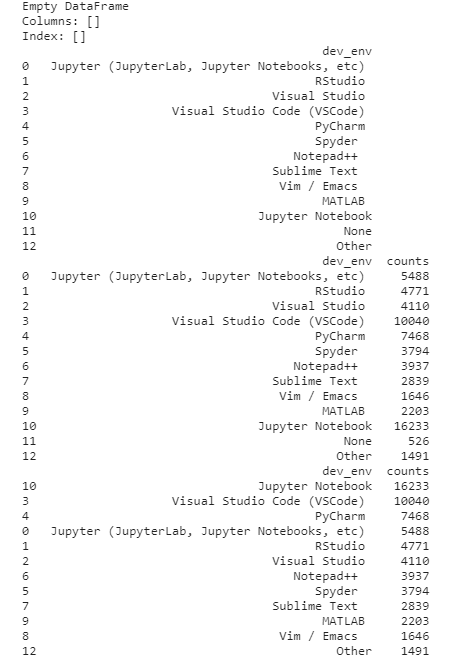 Empty DataFrame
Columns: []
Index: []
dev_env
0 Jupyter (JupyterLab, Jupyter Notebooks, etc)
1 RStudio
2 Visual Studio
3 Visual Studio Code (VSCode)
4 PyCharm
5 Spyder
6 Notepad++
7 Sublime Text
8 Vim / Emacs
9 MATLAB
10 Jupyter Notebook
11 None
12 Other
dev_env counts
0 Jupyter (JupyterLab, Jupyter Notebooks, etc) 5488
1 RStudio 4771
2 Visual Studio 4110
3 Visual Studio Code (VSCode) 10040
4 PyCharm 7468
5 Spyder 3794
6 Notepad++ 3937
7 Sublime Text 2839
8 Vim / Emacs 1646
9 MATLAB 2203
10 Jupyter Notebook 16233
11 None 526
12 Other 1491
dev_env counts
10 Jupyter Notebook 16233
3 Visual Studio Code (VSCode) 10040
4 PyCharm 7468
0 Jupyter (JupyterLab, Jupyter Notebooks, etc) 5488
1 RStudio 4771
2 Visual Studio 4110
6 Notepad++ 3937
5 Spyder 3794
7 Sublime Text 2839
9 MATLAB 2203
8 Vim / Emacs 1646
12 Other 1491